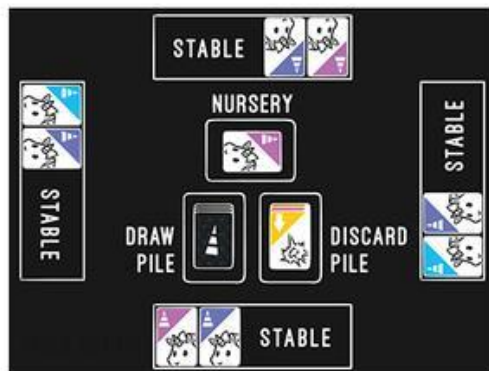 STABLE
NURSERY
STABLE
STABLE
DRAW
PILE
DISCARD
PILE
STABLE